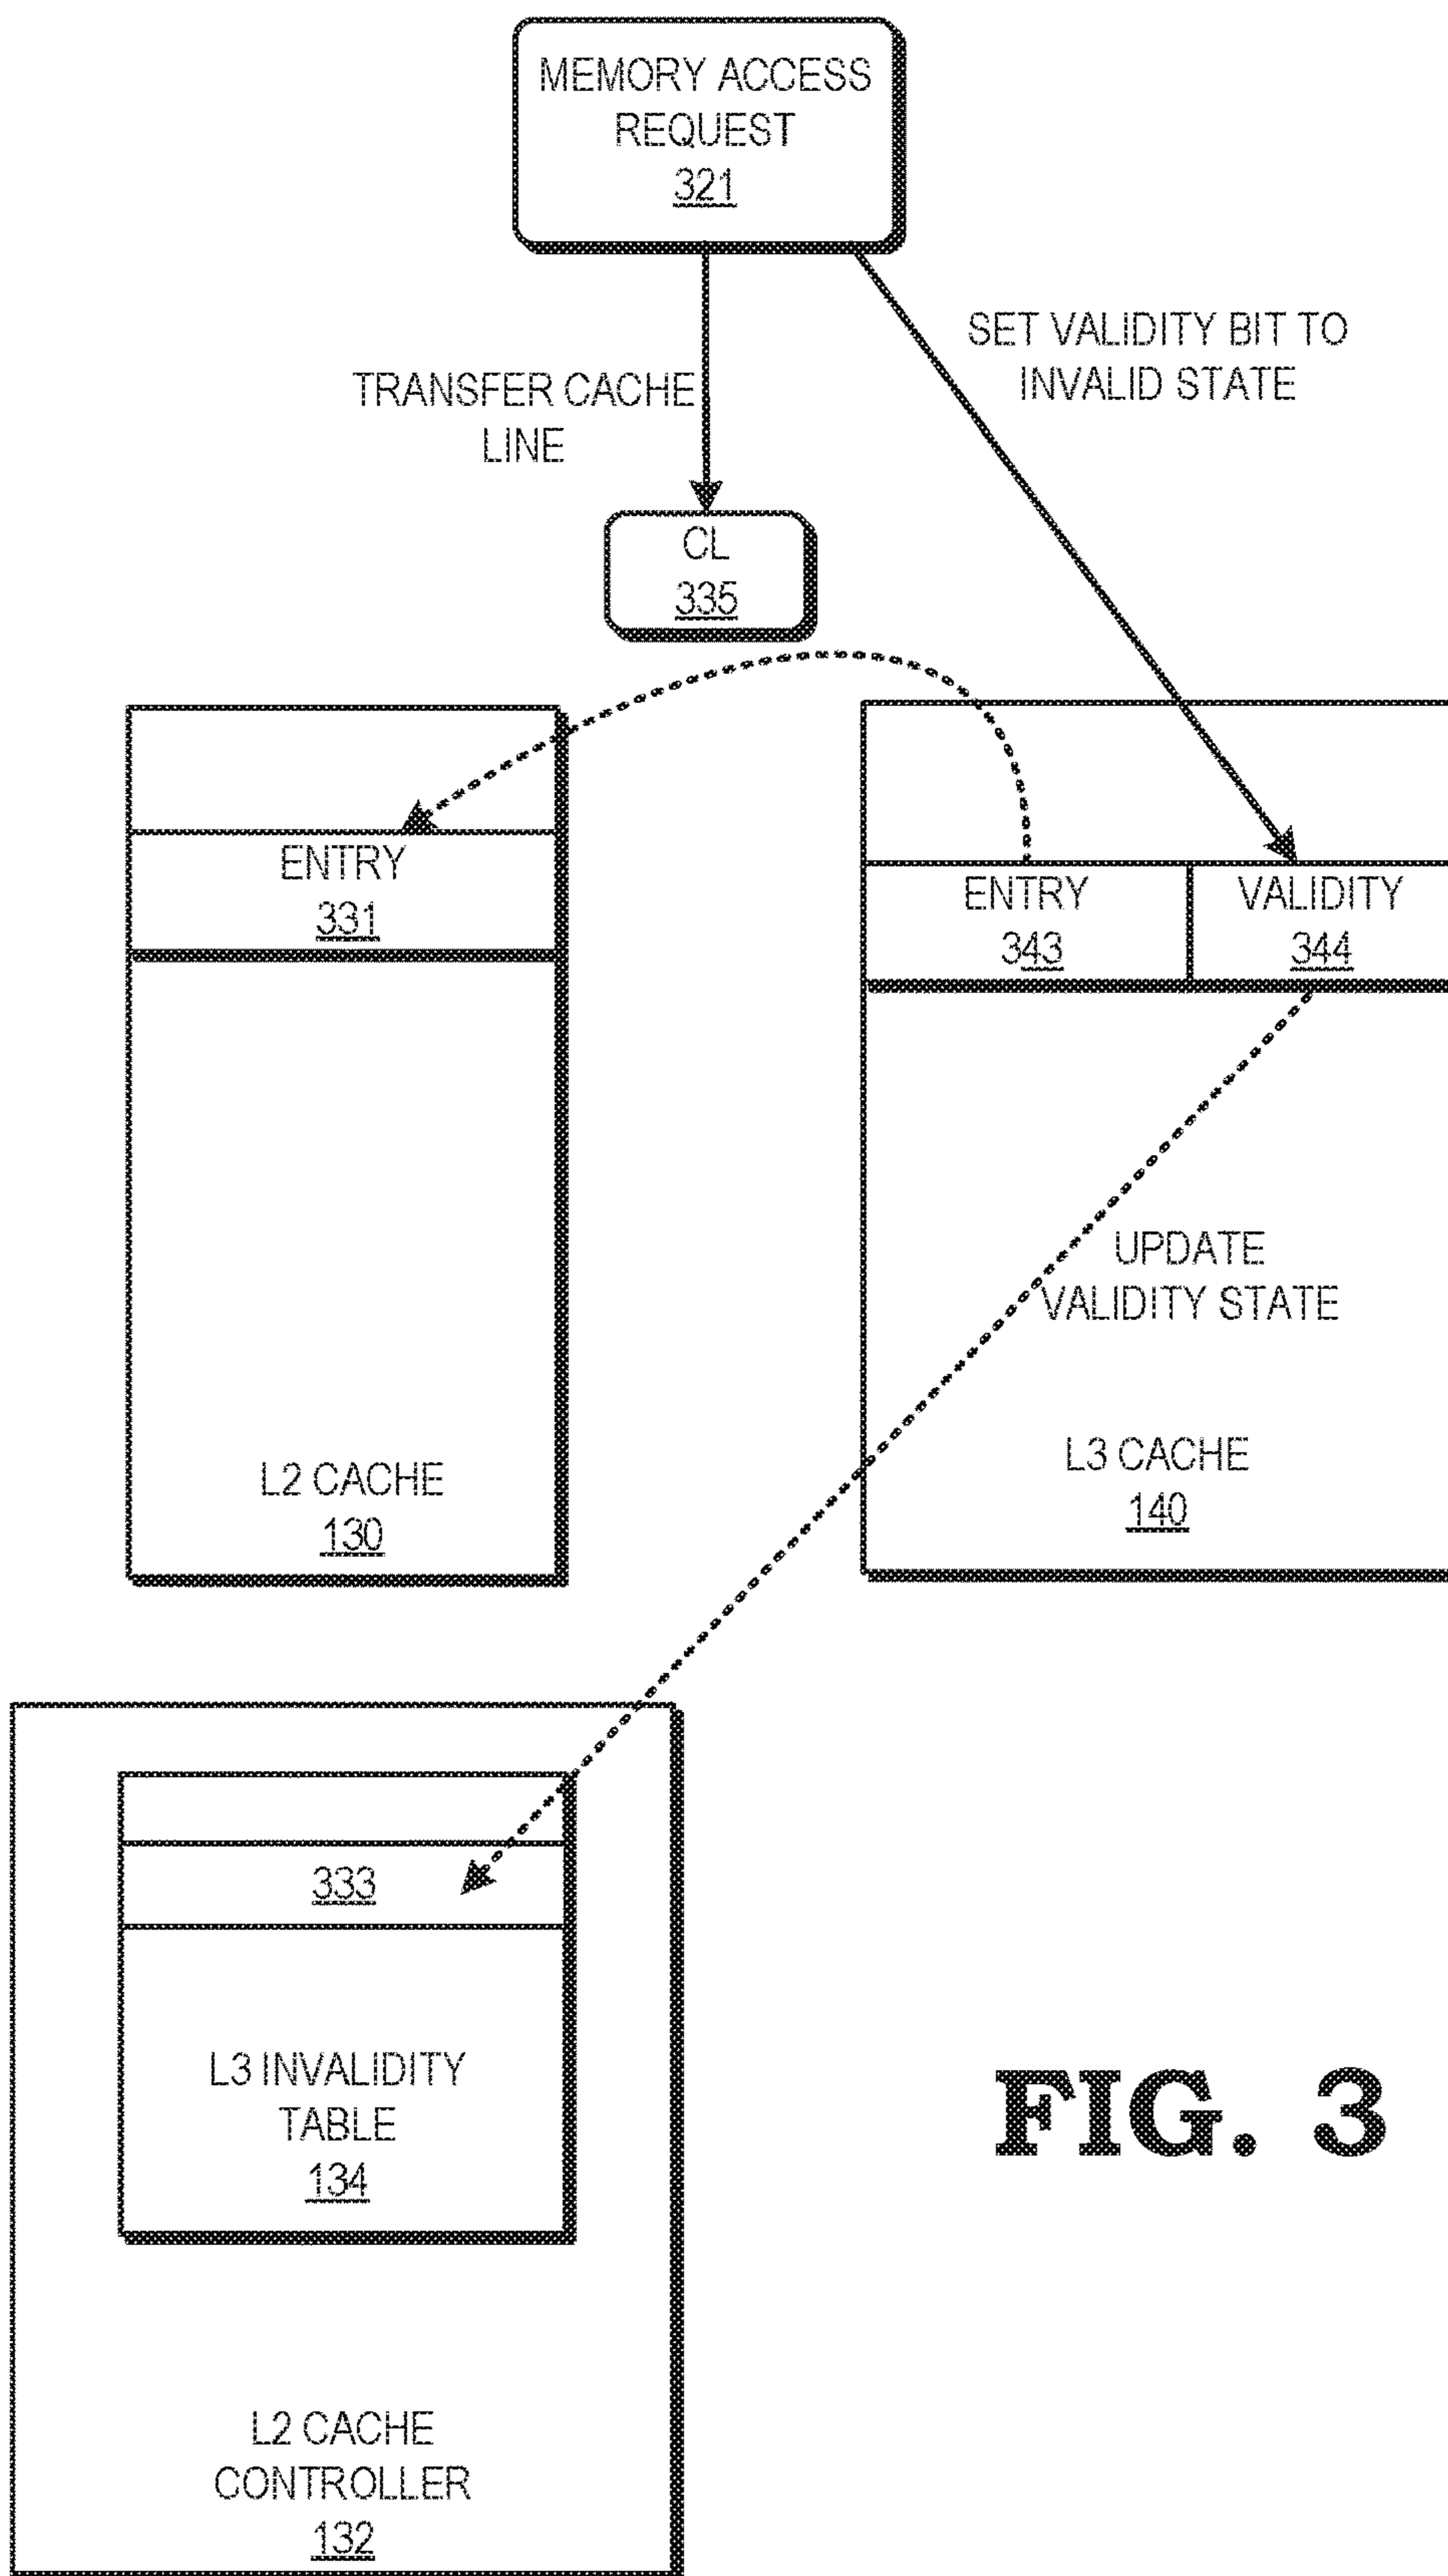 MEMORY ACCESS
REQUEST
321
SET VALIDITY BIT TO
INVALID STATE
TRANSFER CACHE
LINE
CL
335
ENTRY
331
ENTRY
343
VALIDITY
344
UPDATE
VALIDITY STATE
L2 CACHE
130
L3 CACHE
140
333
L3 INVALIDITY
TABLE
134
FIG. 3
L2 CACHE
CONTROLLER
132